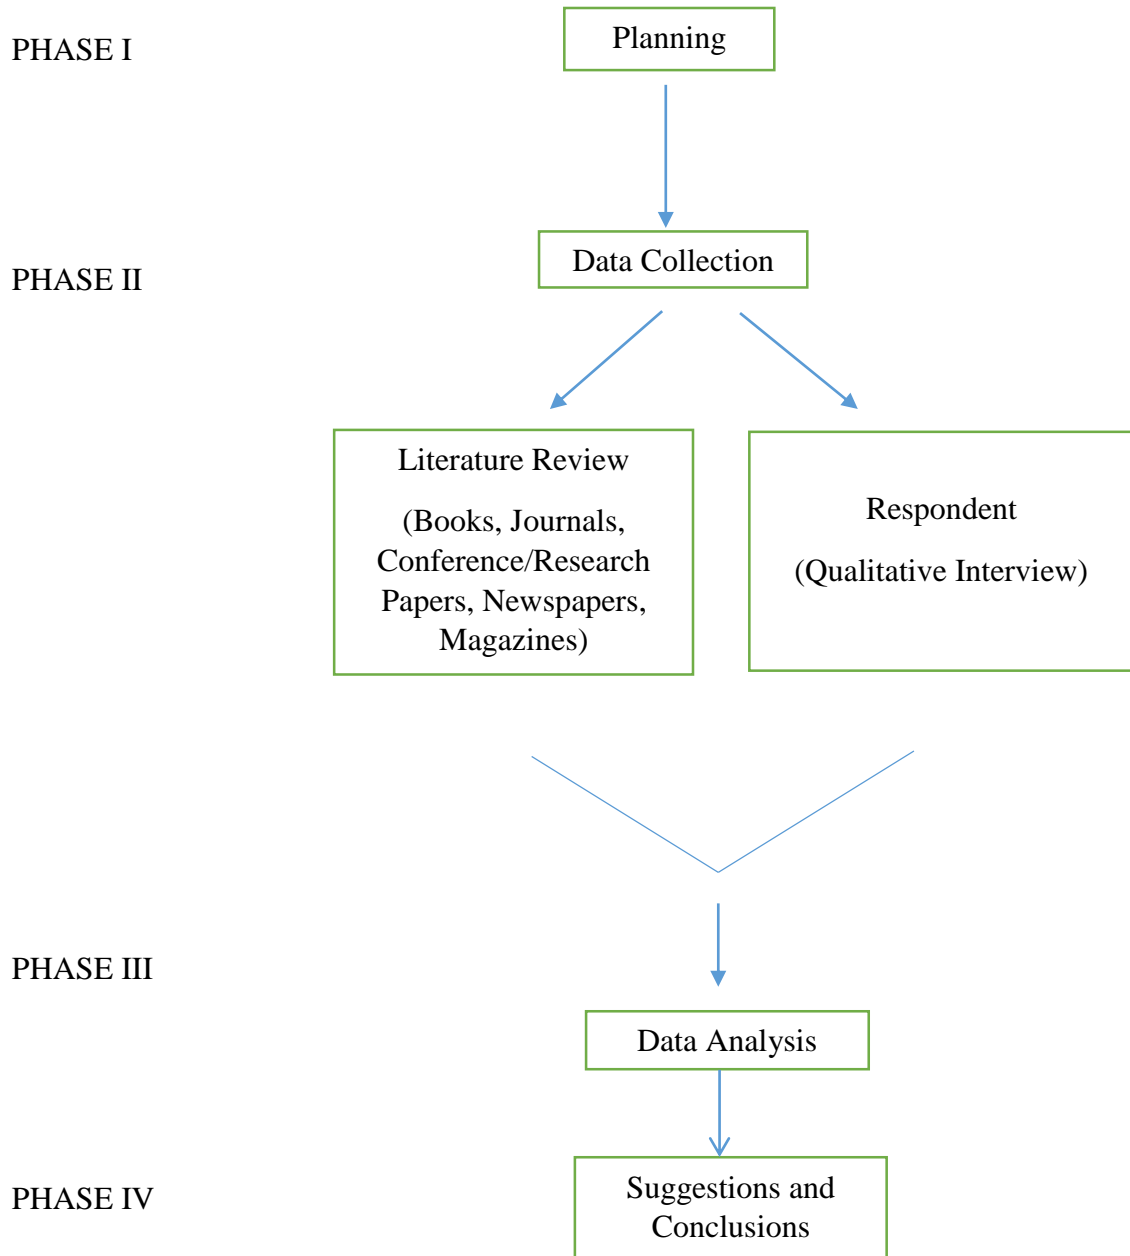 PHASE I
Planning
PHASE II
Data Collection
Literature Review
(Books, Journals,
Conference/Research
Papers, Newspapers,
Magazines)
Respondent
(Qualitative Interview)
PHASE III
Data Analysis
PHASE IV
Suggestions and
Conclusions